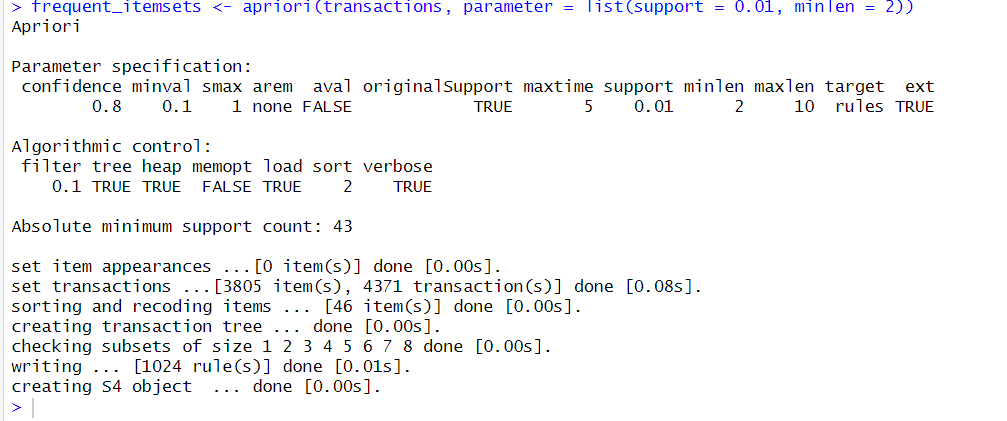 > frequent_itemsets <- apriori(transactions, parameter = list(support = 0.01, minlen = 2))
Apriori
Parameter specification:
confidence minval smax arem aval originalSupport maxtime support minlen maxlen target ext
0.8 0.1 1 none FALSE TRUE 5 0.01 2 10 rules TRUE
Algorithmic control:
filter tree heap memopt load sort verbose
0.1 TRUE TRUE FALSE TRUE 2 TRUE
Absolute minimum support count: 43
set item appearances ...[0 item(s)] done [0.00s].
set transactions ...[3805 item(s), 4371 transaction(s)] done [0.08s].
sorting and recoding items ... [46 item(s)] done [0.00s].
creating transaction tree ... done [0.00s].
checking subsets of size 1 2 3 4 5 6 7 8 done [0.00s].
writing ... [1024 rule(s)] done [0.01s].
creating S4 object ... done [0.00s].
>